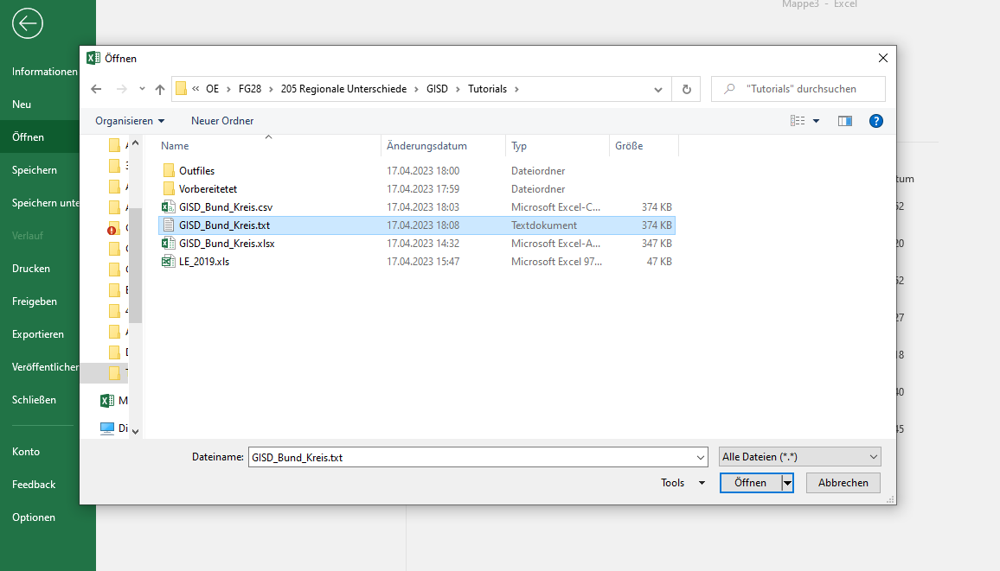 Mappe3 - Excel
Informationen
Neu
Öffnen
Speichern
Speichern unte
Verlauf
Drucken
Freigeben
Exportieren
Veröffentlicher
Schließen
Konto
Feedback
Optionen
Öffnen
« OE › FG28 › 205 Regionale Unterschiede › GISD › Tutorials ›
"Tutorials" durchsuchen
Organisieren Neuer Ordner
Name Änderungsdatum Typ Größe
Outfiles 17.04.2023 18:00 Dateiordner
Vorbereitetet 17.04.2023 17:59 Dateiordner
GISD_Bund_Kreis.csv 17.04.2023 18:03 Microsoft Excel-C... 374 KB
GISD_Bund_Kreis.txt 17.04.2023 18:08 Textdokument 374 KB
GISD_Bund_Kreis.xlsx 17.04.2023 14:32 Microsoft Excel-A... 347 KB
LE_2019.xls 17.04.2023 15:47 Microsoft Excel 97... 47 KB
M
Di
Dateiname: GISD_Bund_Kreis.txt Alle Dateien (*.*)
Tools Öffnen Abbrechen
tum
52
20
52
27
18
40
45